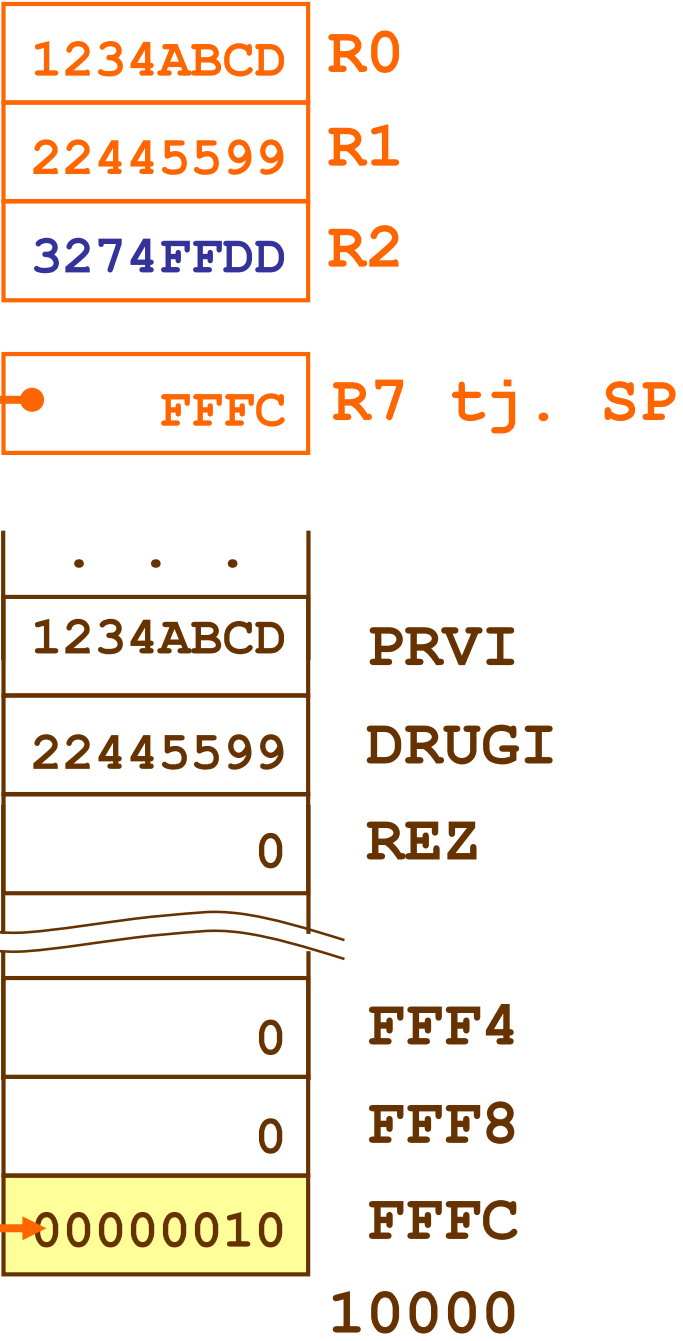 1234ABCD R0
22445599 R1
3274FFDD R2
FFFC R7 tj. SP
. . .
1234ABCD PRVI
22445599 DRUGI
0 REZ
0 FFF4
0 FFF8
00000010 FFFC
10000